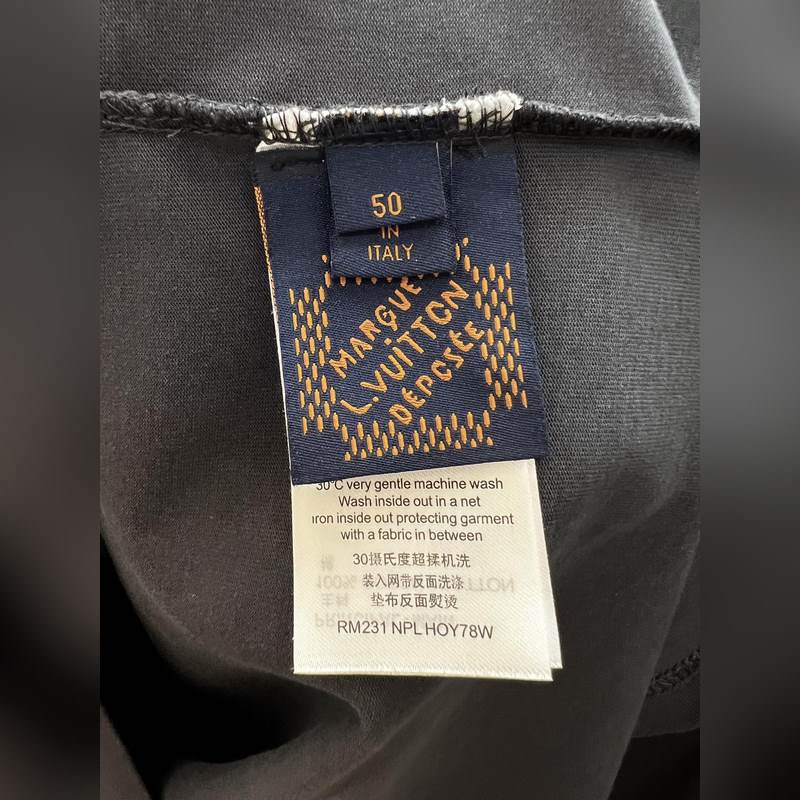 50
IN
ITALY
MARQUE
L.VUITTON
DÉPOSÉE
30°C very gentle machine wash
Wash inside out in a net
Iron inside out protecting garment
with a fabric in between
30摄氏度超揉机洗
装入网带反面洗涤
垫布反面熨烫
RM231 NPL HOY78W